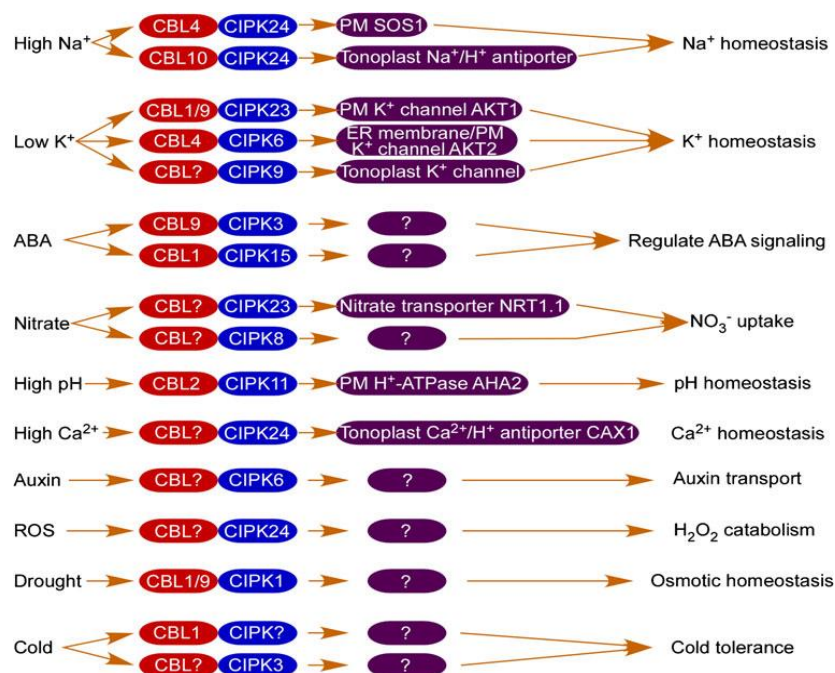 High Na⁺ CBL4 CIPK24 PM SOS1 Na⁺ homeostasis
CBL10 CIPK24 Tonoplast Na⁺/H⁺ antiporter
Low K⁺ CBL1/9 CIPK23 PM K⁺ channel AKT1 K⁺ homeostasis
CBL4 CIPK6 ER membrane/PM
K⁺ channel AKT2
CBL? CIPK9 Tonoplast K⁺ channel
ABA CBL9 CIPK3 ? Regulate ABA signaling
CBL1 CIPK15 ?
Nitrate CBL? CIPK23 Nitrate transporter NRT1.1 NO₃⁻ uptake
CBL? CIPK8 ?
High pH CBL2 CIPK11 PM H⁺-ATPase AHA2 pH homeostasis
High Ca²⁺ CBL? CIPK24 Tonoplast Ca²⁺/H⁺ antiporter CAX1 Ca²⁺ homeostasis
Auxin CBL? CIPK6 ? Auxin transport
ROS CBL? CIPK24 ? H₂O₂ catabolism
Drought CBL1/9 CIPK1 ? Osmotic homeostasis
Cold CBL1 CIPK? ? Cold tolerance
CBL? CIPK3 ?